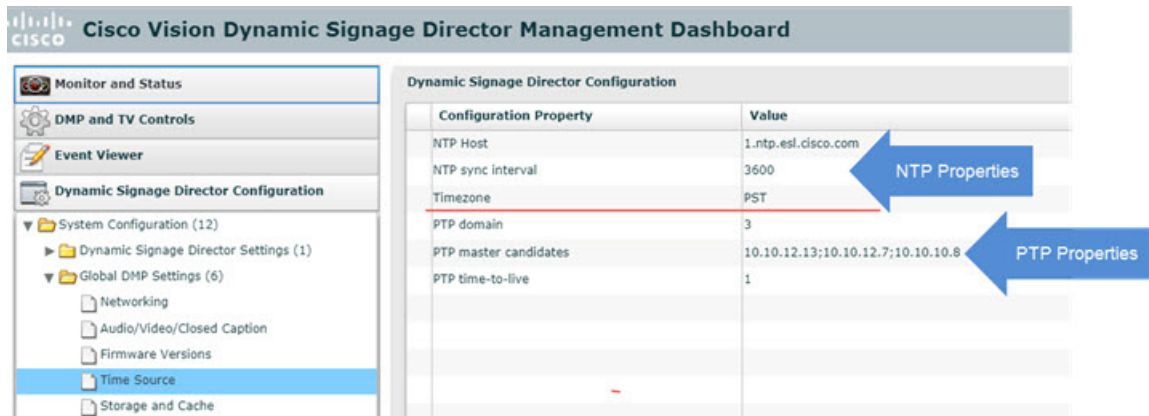 CISCO Cisco Vision Dynamic Signage Director Management Dashboard
Monitor and Status
DMP and TV Controls
Event Viewer
Dynamic Signage Director Configuration
System Configuration (12)
Dynamic Signage Director Settings (1)
Global DMP Settings (6)
Networking
Audio/Video/Closed Caption
Firmware Versions
Time Source
Storage and Cache
Dynamic Signage Director Configuration
Configuration Property Value
NTP Host 1.ntp.esl.cisco.com
NTP sync interval 3600
Timezone PST
PTP domain 3
PTP master candidates 10.10.12.13;10.10.12.7;10.10.10.8
PTP time-to-live 1
NTP Properties
PTP Properties